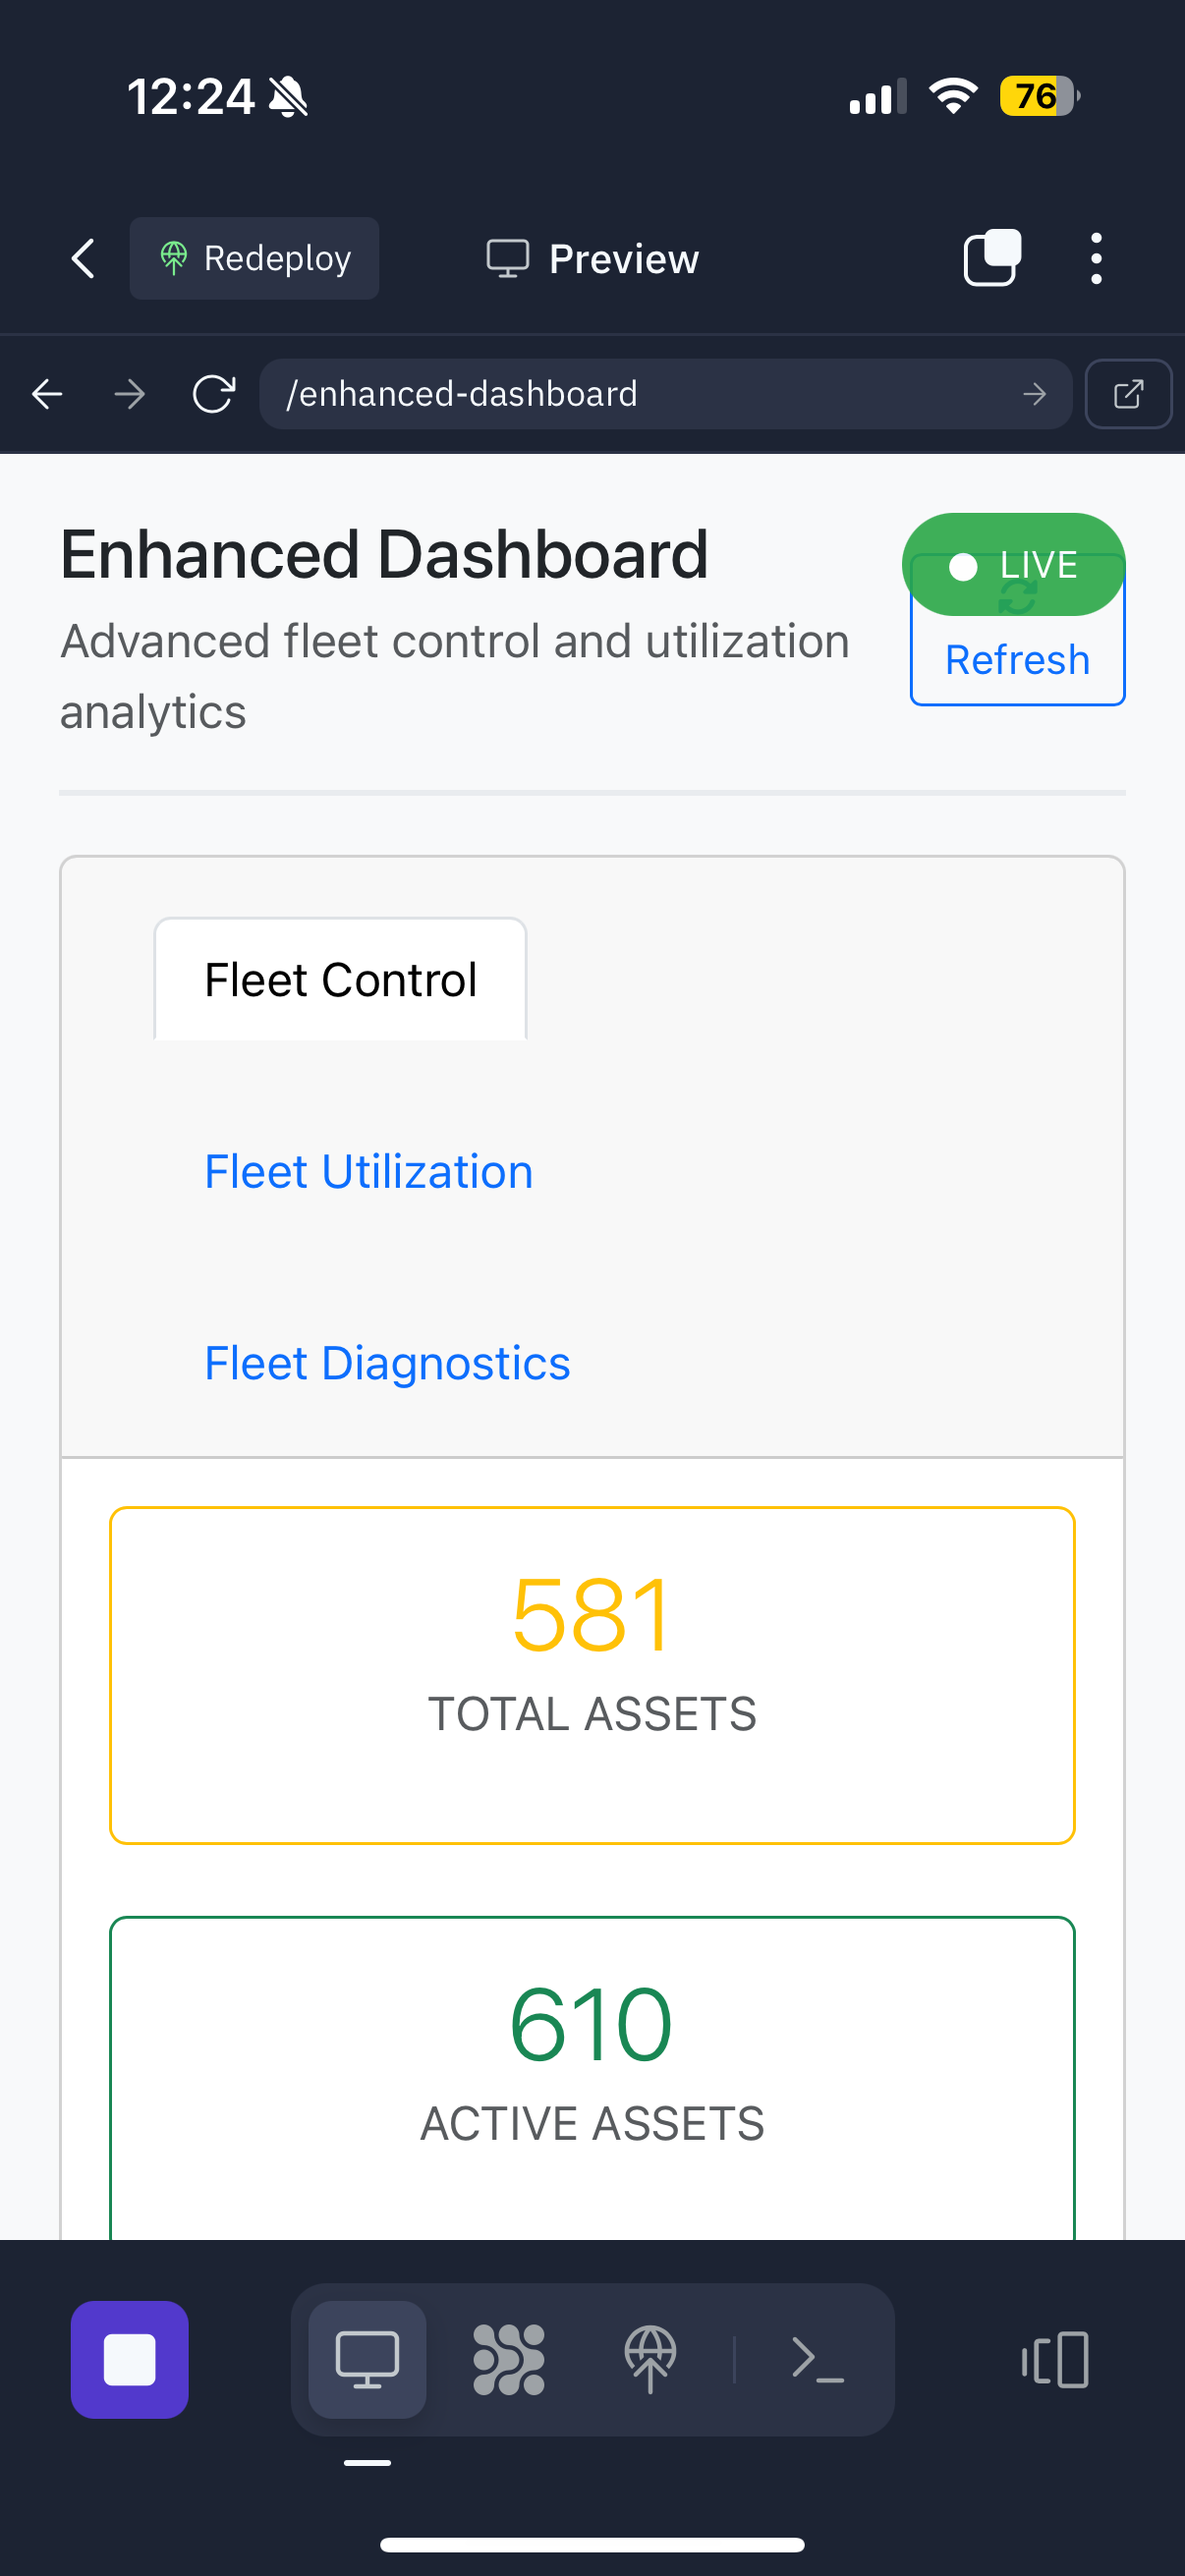 12:24
76
Redeploy
Preview
/enhanced-dashboard
Enhanced Dashboard
LIVE
Refresh
Advanced fleet control and utilization
analytics
Fleet Control
Fleet Utilization
Fleet Diagnostics
581
TOTAL ASSETS
610
ACTIVE ASSETS